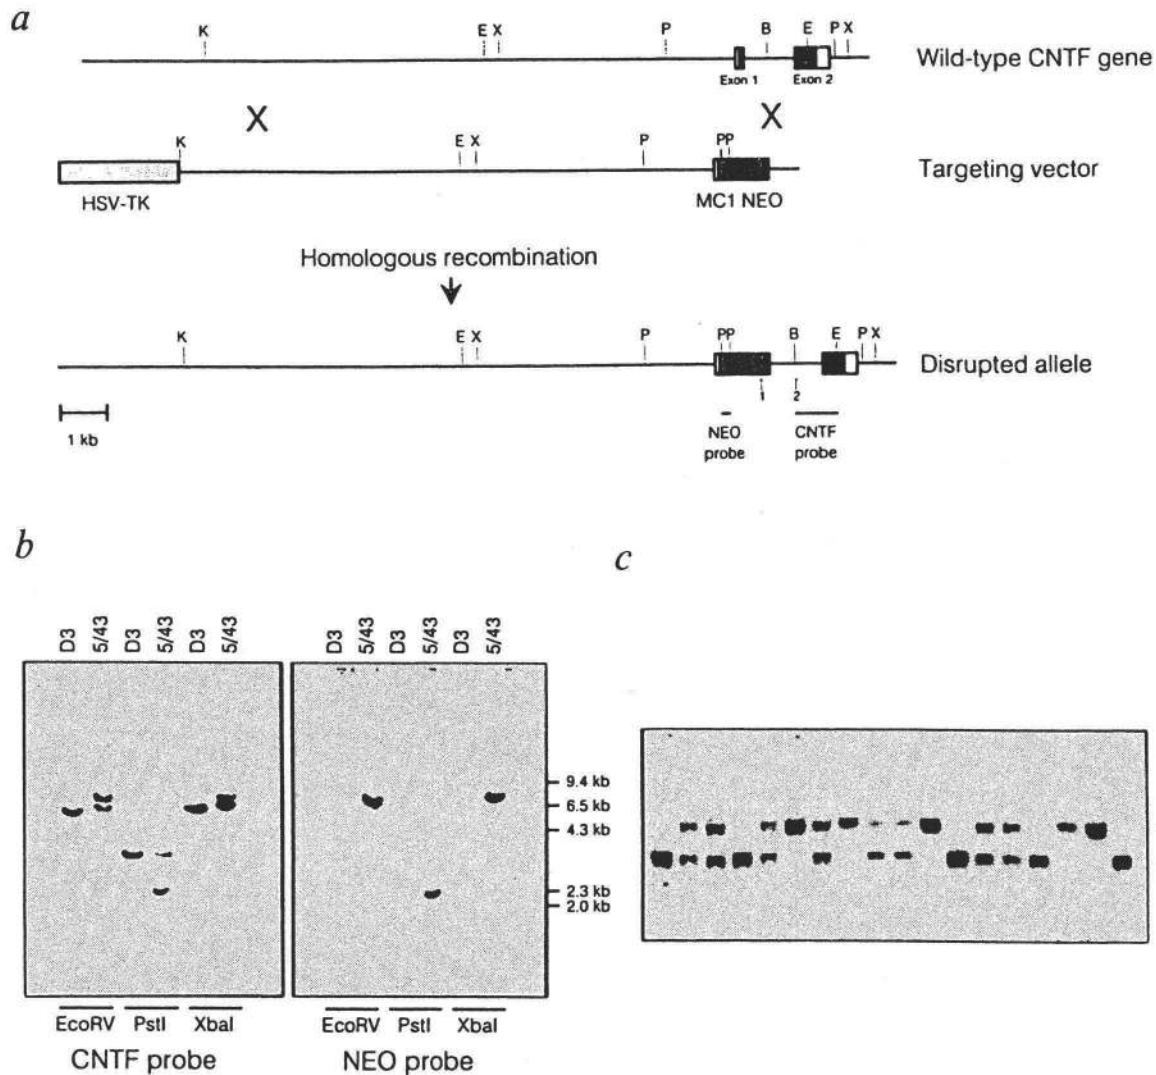 a
K E X P B E P X
Exon 1 Exon 2
Wild-type CNTF gene
X X
K E X P PP
HSV-TK
MC1 NEO
Targeting vector
Homologous recombination
K E X P PP B E P X
Disrupted allele
1 2
1 kb
NEO probe
CNTF probe
b
D3 5/43 D3 5/43 D3 5/43
D3 5/43 D3 5/43 D3 5/43
9.4 kb
6.5 kb
4.3 kb
2.3 kb
2.0 kb
EcoRV PstI XbaI
CNTF probe
EcoRV PstI XbaI
NEO probe
c